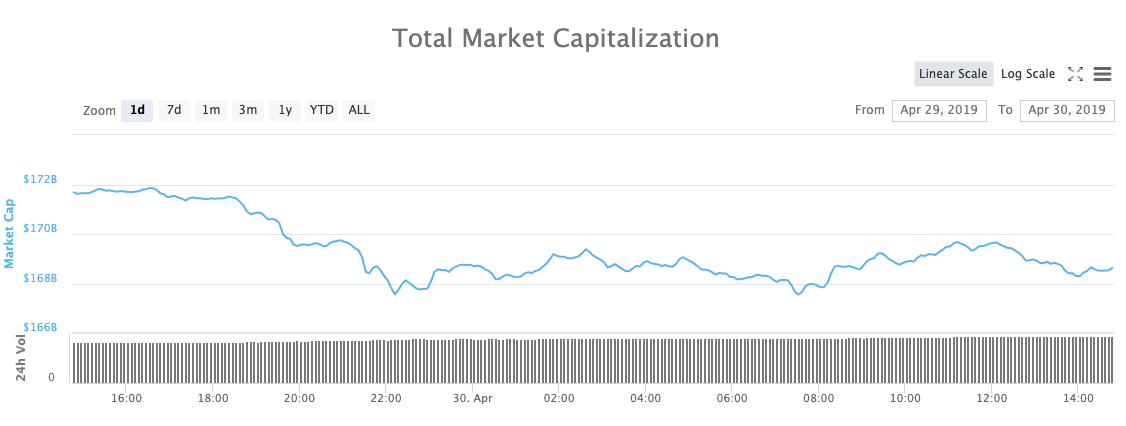 Total Market Capitalization
Linear Scale Log Scale
Zoom 1d 7d 1m 3m 1y YTD ALL From Apr 29, 2019 To Apr 30, 2019
$172B
$170B
$168B
$166B
Market Cap
24h Vol
0
16:00 18:00 20:00 22:00 30. Apr 02:00 04:00 06:00 08:00 10:00 12:00 14:00